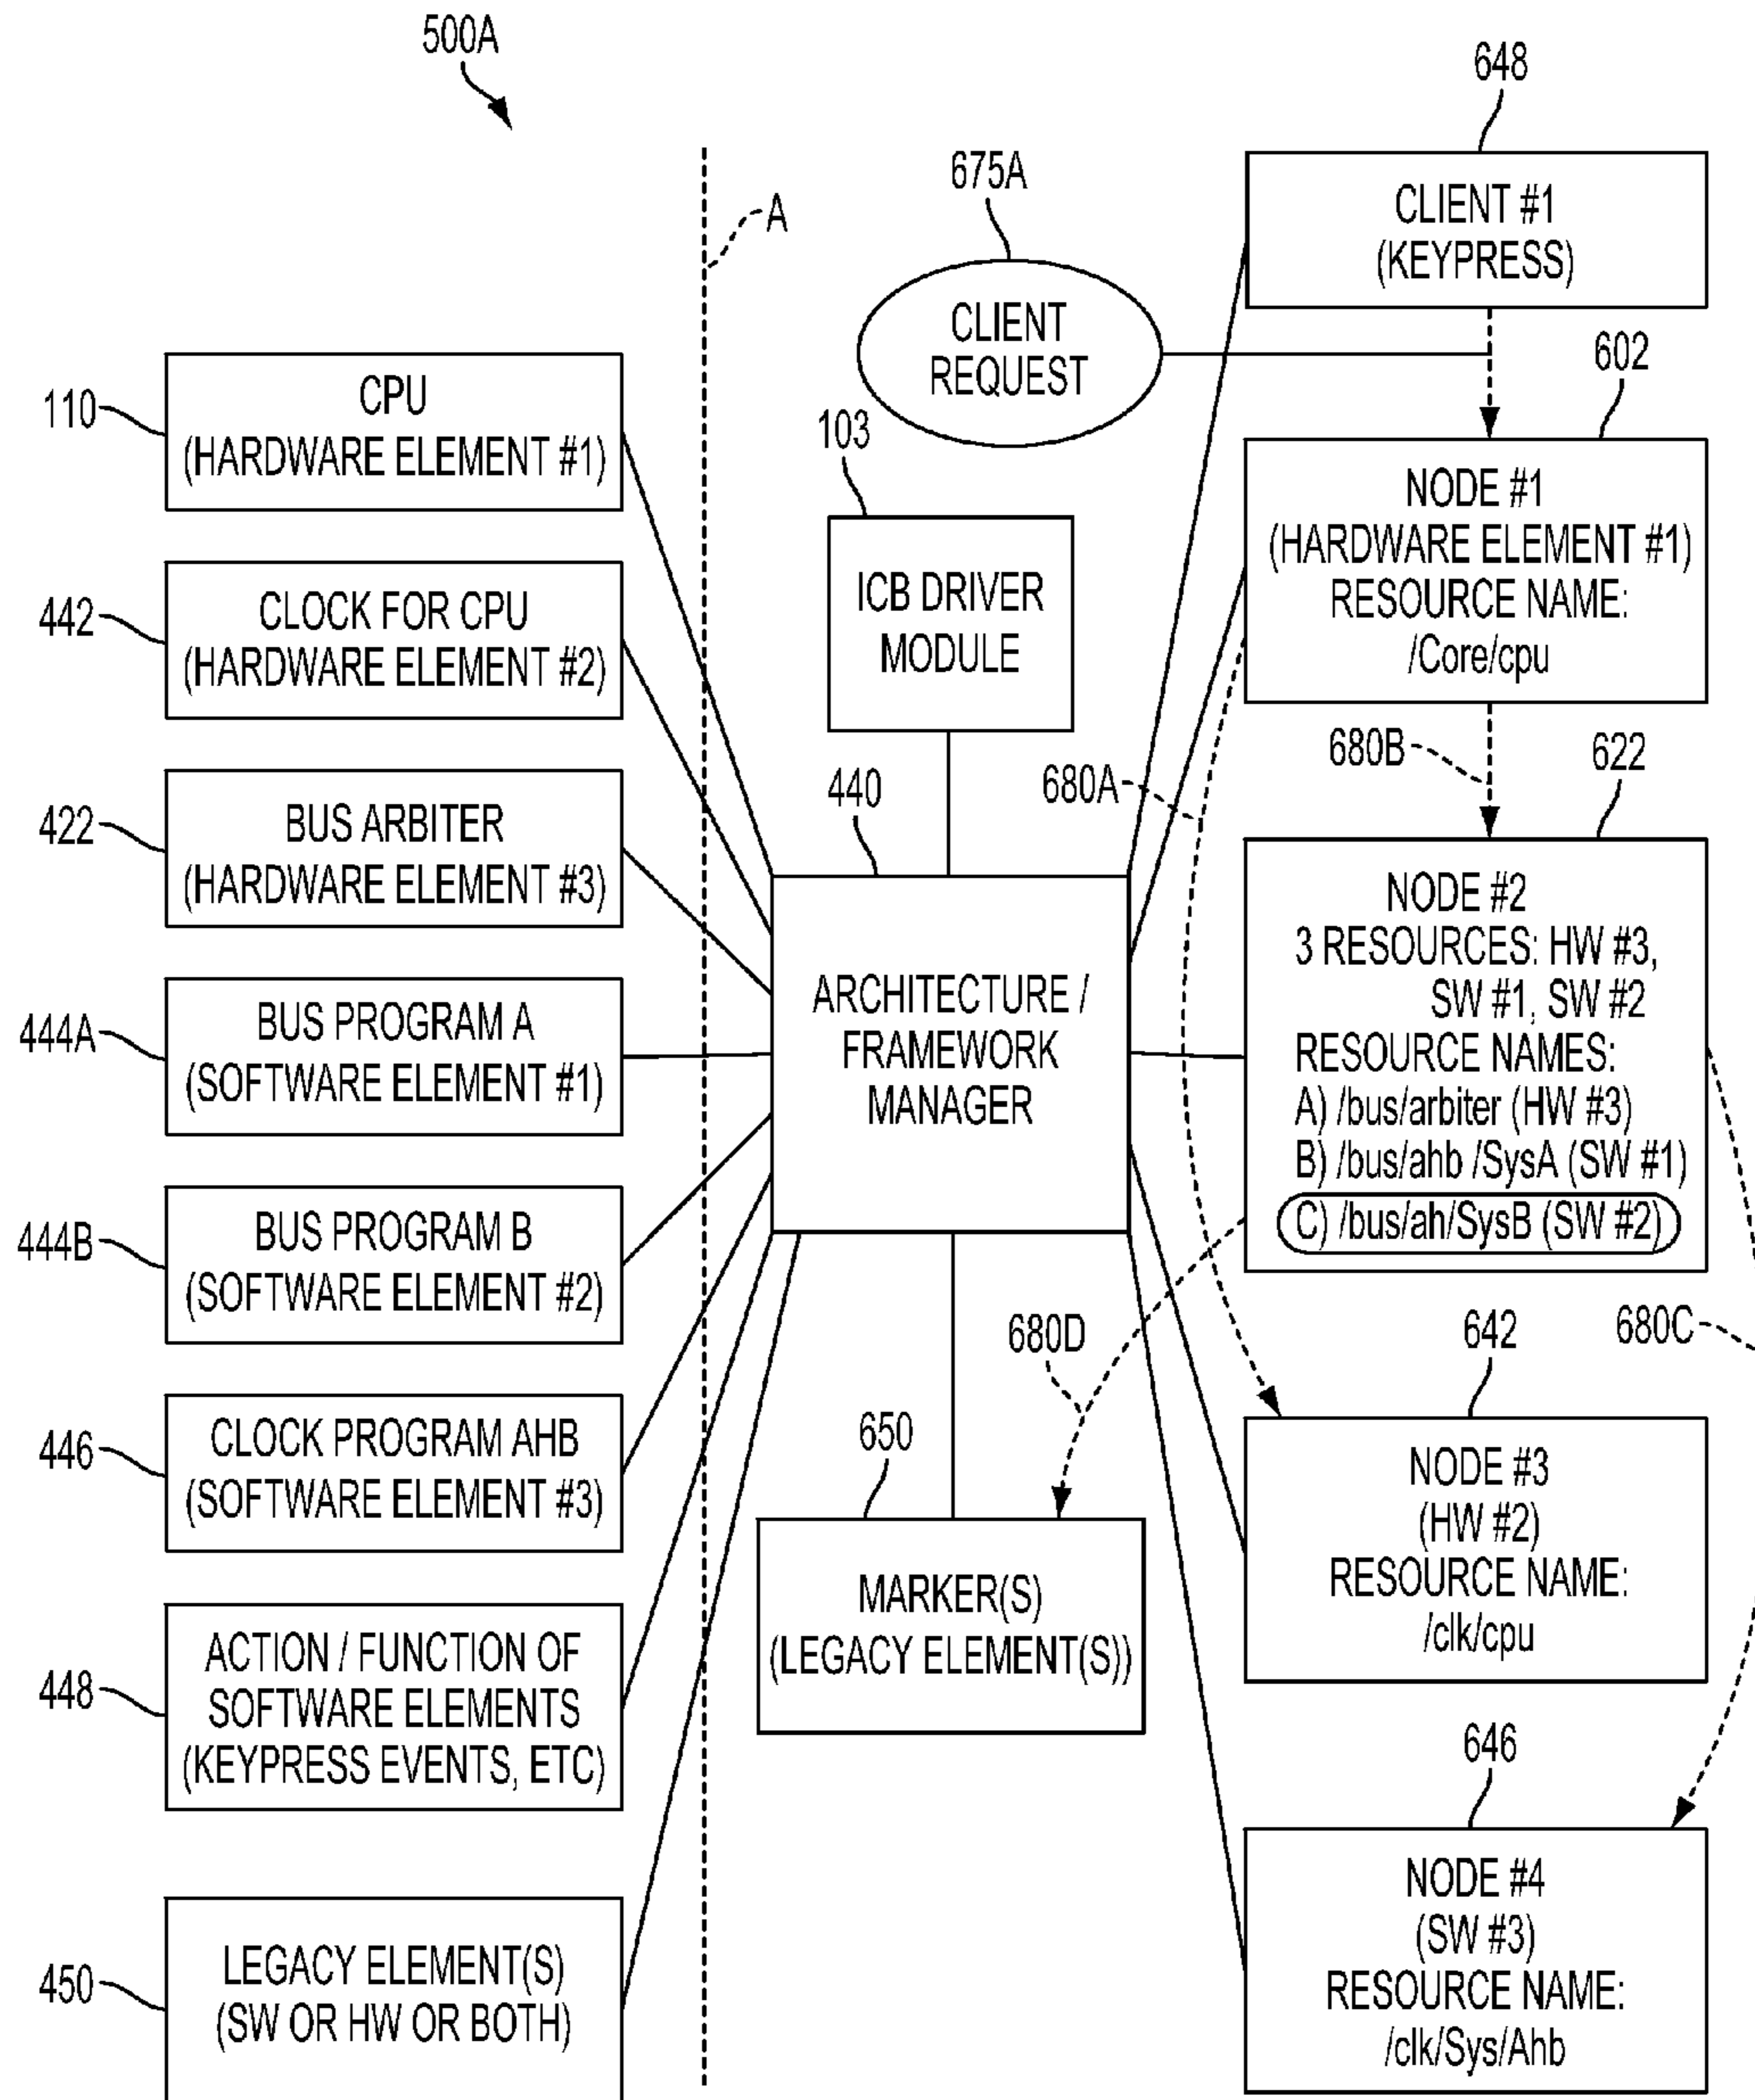 500A
648
CLIENT #1
(KEYPRESS)
675A
A
CLIENT
REQUEST
602
110
CPU
(HARDWARE ELEMENT #1)
103
NODE #1
(HARDWARE ELEMENT #1)
RESOURCE NAME:
/Core/cpu
442
CLOCK FOR CPU
(HARDWARE ELEMENT #2)
ICB DRIVER
MODULE
680B
622
422
BUS ARBITER
(HARDWARE ELEMENT #3)
440
680A
NODE #2
3 RESOURCES: HW #3,
SW #1, SW #2
RESOURCE NAMES:
A) /bus/arbiter (HW #3)
B) /bus/ahb /SysA (SW #1)
C) /bus/ah/SysB (SW #2)
444A
BUS PROGRAM A
(SOFTWARE ELEMENT #1)
ARCHITECTURE /
FRAMEWORK
MANAGER
444B
BUS PROGRAM B
(SOFTWARE ELEMENT #2)
680D
642
680C
446
CLOCK PROGRAM AHB
(SOFTWARE ELEMENT #3)
650
NODE #3
(HW #2)
RESOURCE NAME:
/clk/cpu
MARKER(S)
(LEGACY ELEMENT(S))
448
ACTION / FUNCTION OF
SOFTWARE ELEMENTS
(KEYPRESS EVENTS, ETC)
646
450
LEGACY ELEMENT(S)
(SW OR HW OR BOTH)
NODE #4
(SW #3)
RESOURCE NAME:
/clk/Sys/Ahb